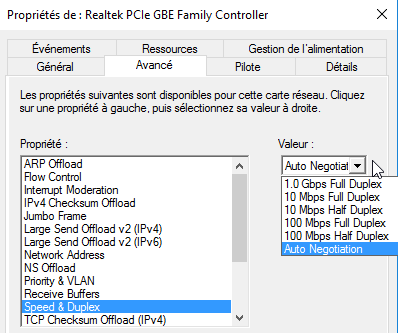 Propriétés de : Realtek PCIe GBE Family Controller
Événements Ressources Gestion de l'alimentation
Général Avancé Pilote Détails
Les propriétés suivantes sont disponibles pour cette carte réseau. Cliquez
sur une propriété à gauche, puis sélectionnez sa valeur à droite.
Propriété :
ARP Offload
Flow Control
Interrupt Moderation
IPv4 Checksum Offload
Jumbo Frame
Large Send Offload v2 (IPv4)
Large Send Offload v2 (IPv6)
Network Address
NS Offload
Priority & VLAN
Receive Buffers
Speed & Duplex
TCP Checksum Offload (IPv4)
Valeur :
Auto Negotiat
1.0 Gbps Full Duplex
10 Mbps Full Duplex
10 Mbps Half Duplex
100 Mbps Full Duplex
100 Mbps Half Duplex
Auto Negotiation